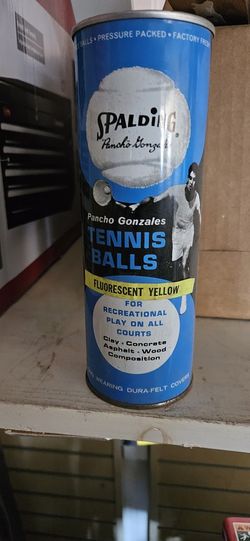 BALLS • PRESSURE PACKED • FACTORY FRESH
SPALDING
Pancho Gonzales
Pancho Gonzales
TENNIS
BALLS
FLUORESCENT YELLOW
FOR
RECREATIONAL
PLAY ON ALL
COURTS
Clay • Concrete
Asphalt • Wood
Composition
WEARING DURA-FELT COVERS